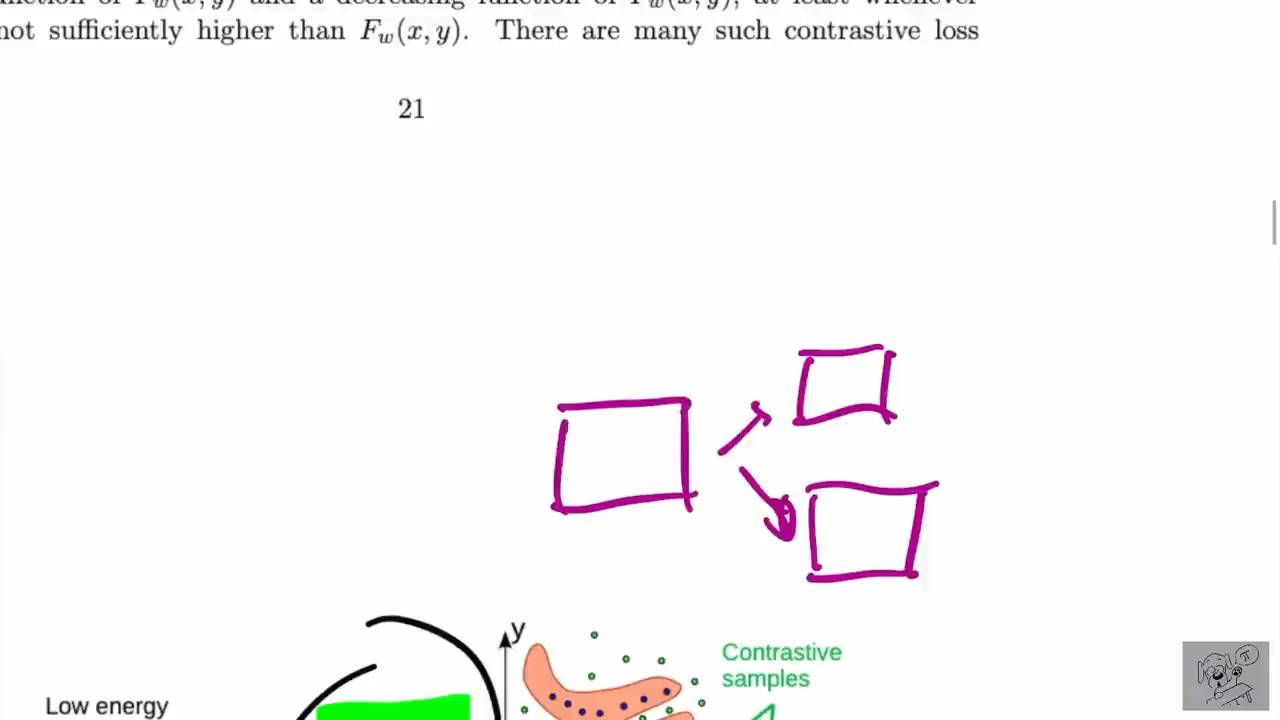 not sufficiently higher than F_w(x, y). There are many such contrastive loss
21
y
Contrastive
samples
Low energy
π